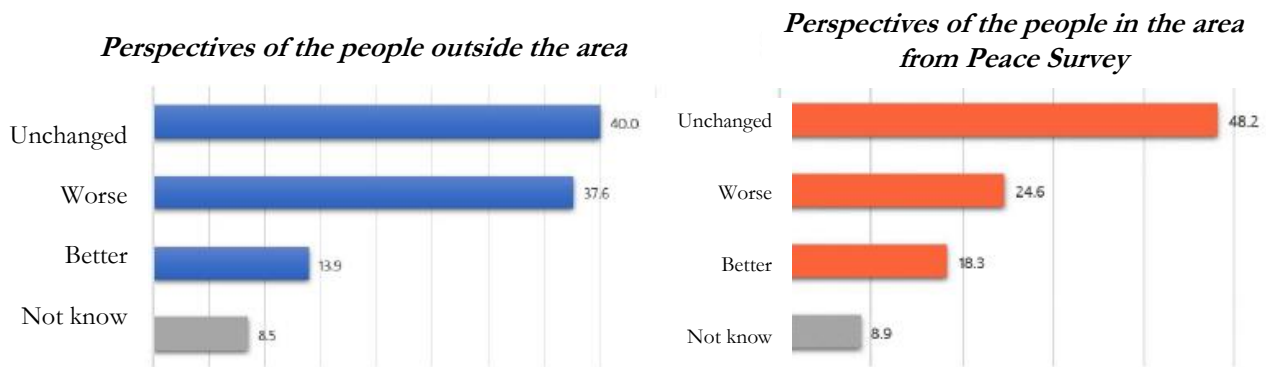 Perspectives of the people outside the area
Unchanged 40.0
Worse 37.6
Better 13.9
Not know 8.5
Perspectives of the people in the area
from Peace Survey
Unchanged 48.2
Worse 24.6
Better 18.3
Not know 8.9